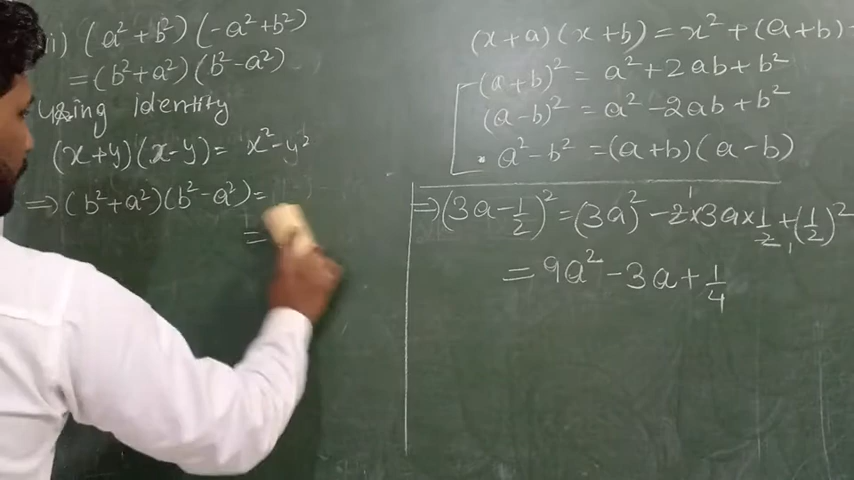 ii) (a² + b²) (-a² + b²)
= (b² + a²) (b² - a²)
using identity
(x+y) (x-y) = x² - y²
⇒ (b² + a²) (b² - a²) =
=
(x+a) (x+b) = x² + (a+b)
(a+b)² = a² + 2ab + b²
(a-b)² = a² - 2ab + b²
• a² - b² = (a+b) (a-b)
⇒ (3a - 1/2)² = (3a)² - 2×3a×1/2 + (1/2)²
= 9a² - 3a + 1/4